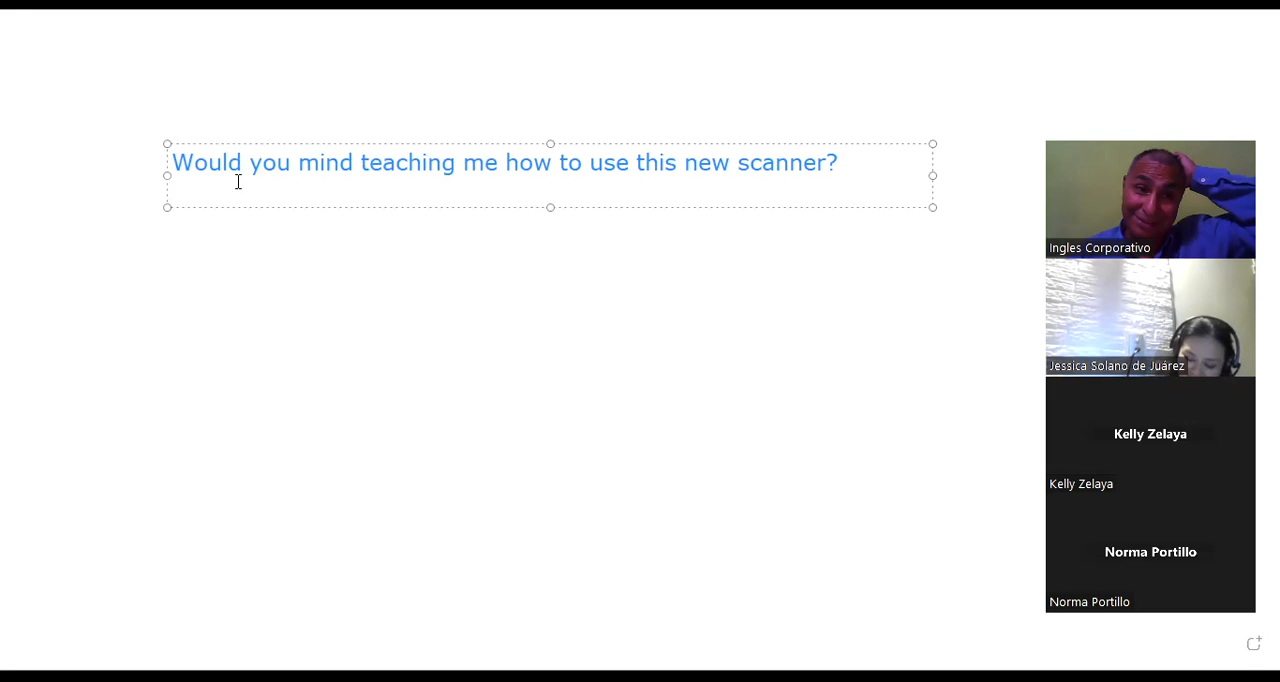 Would you mind teaching me how to use this new scanner?
Ingles Corporativo
Jessica Solano de Juárez
Kelly Zelaya
Kelly Zelaya
Norma Portillo
Norma Portillo